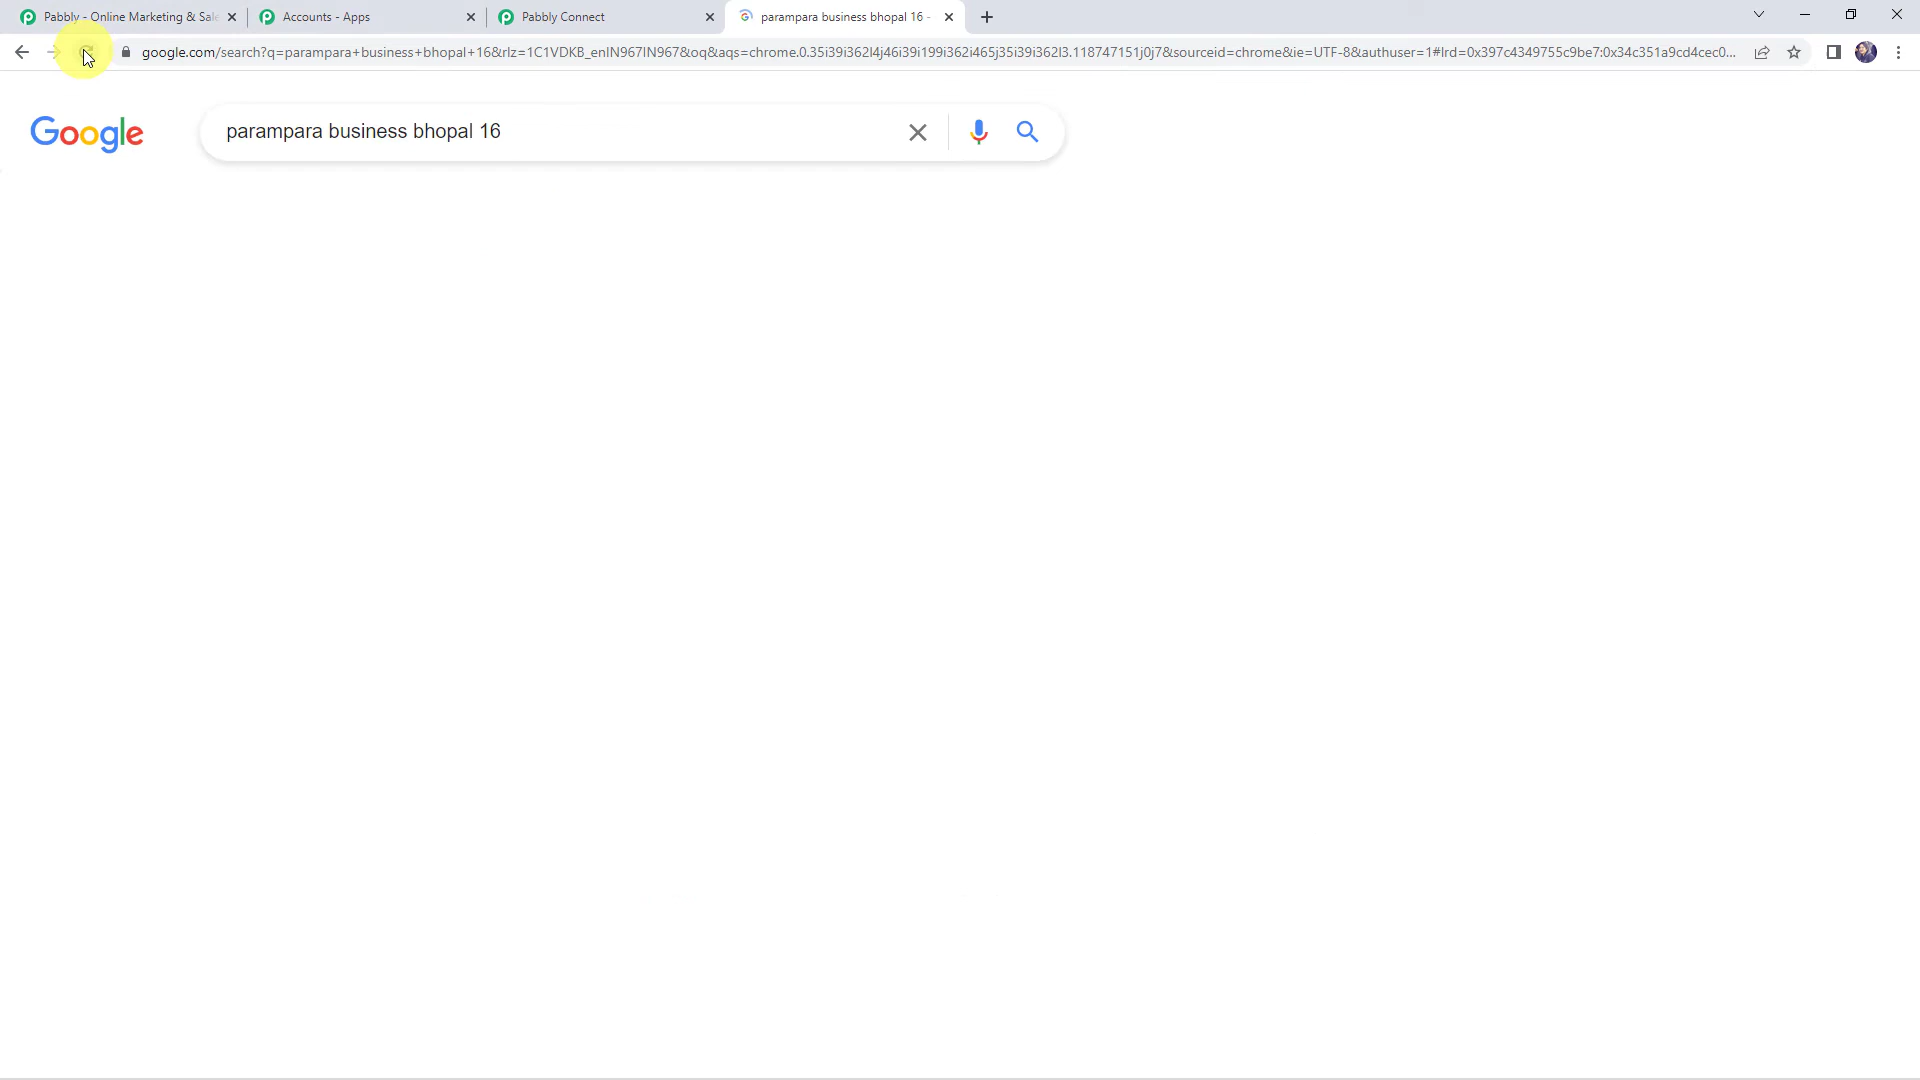 Pabbly - Online Marketing & Sale
Accounts - Apps
Pabbly Connect
parampara business bhopal 16 -
google.com/search?q=parampara+business+bhopal+16&rlz=1C1VDKB_enIN967IN967&oq&aqs=chrome.0.35i39i362l4j46i39i199i362i465j35i39i362l3.118747151j0j7&sourceid=chrome&ie=UTF-8&authuser=1#lrd=0x397c4349755c9be7:0x34c351a9cd4cec0...
Google
parampara business bhopal 16